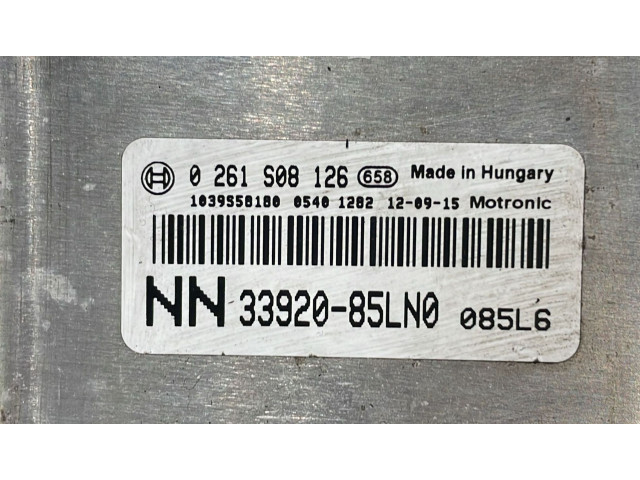 0 261 S08 126 658 Made in Hungary
1039S58180 0540 1282 12-09-15 Motronic
NN 33920-85LN0 085L6